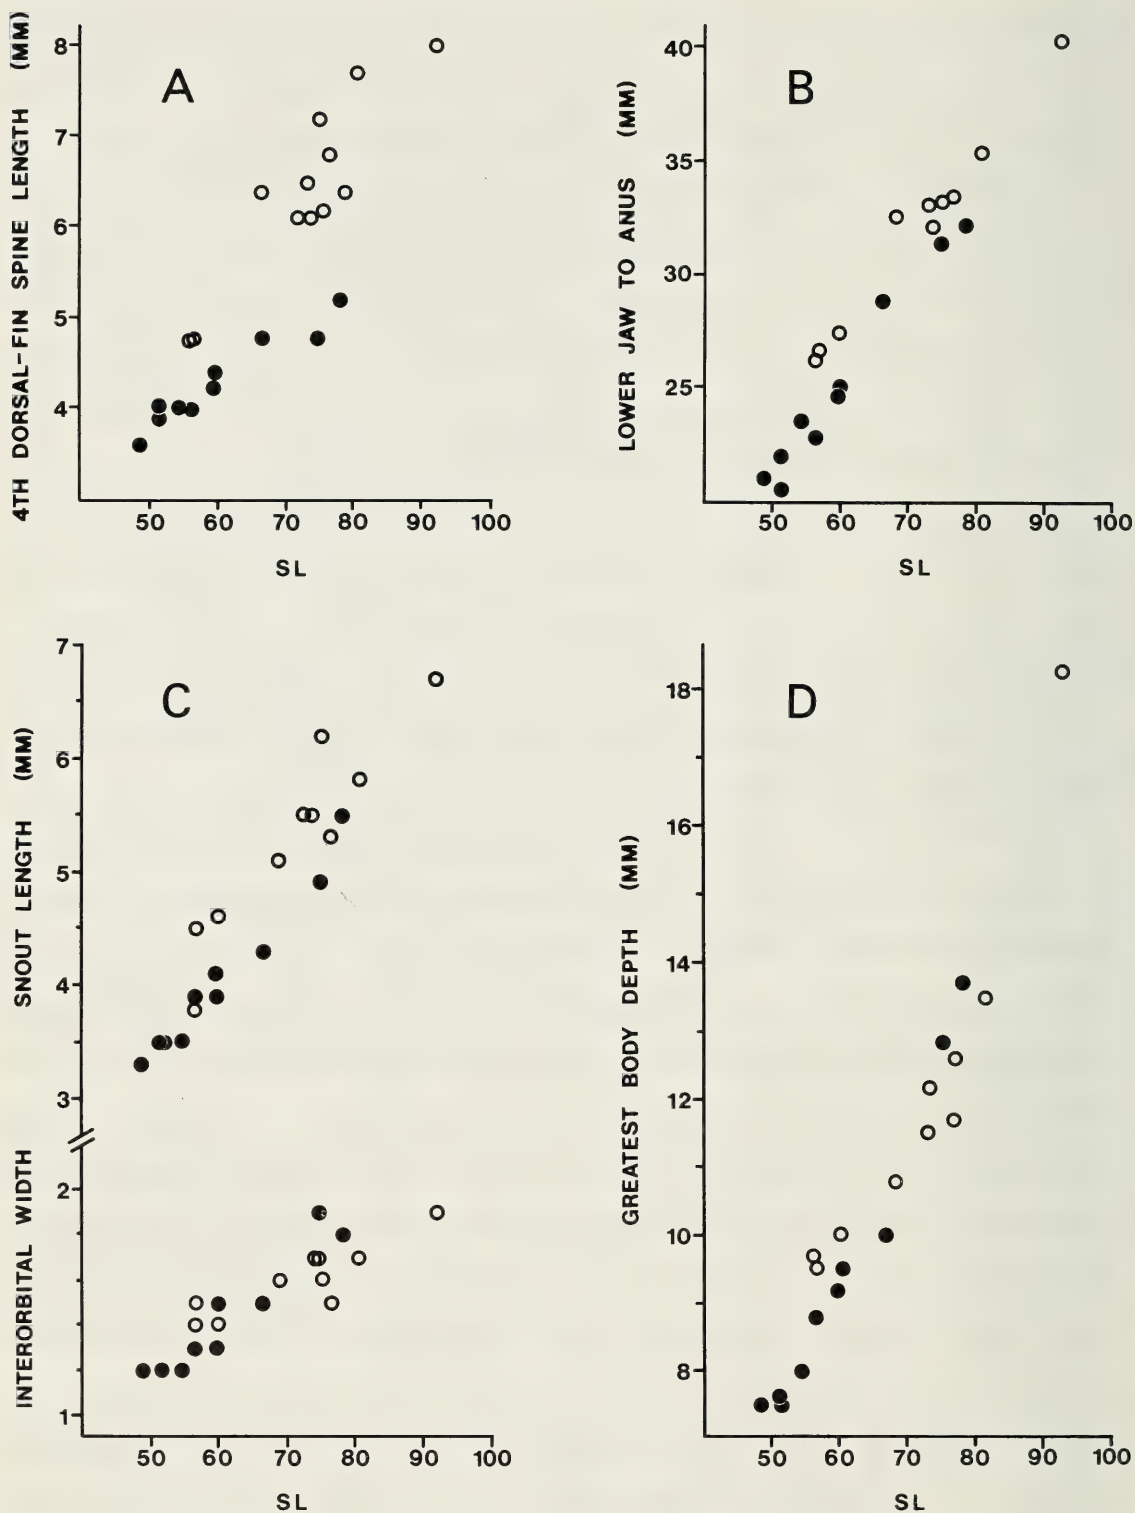 4TH DORSAL-FIN SPINE LENGTH (MM)
A
8
7
6
5
4
50 60 70 80 90 100
SL
LOWER JAW TO ANUS (MM)
B
40
35
30
25
50 60 70 80 90 100
SL
SNOUT LENGTH (MM)
C
7
6
5
4
3
INTERORBITAL WIDTH
2
1
50 60 70 80 90 100
SL
GREATEST BODY DEPTH (MM)
D
18
16
14
12
10
8
50 60 70 80 90 100
SL